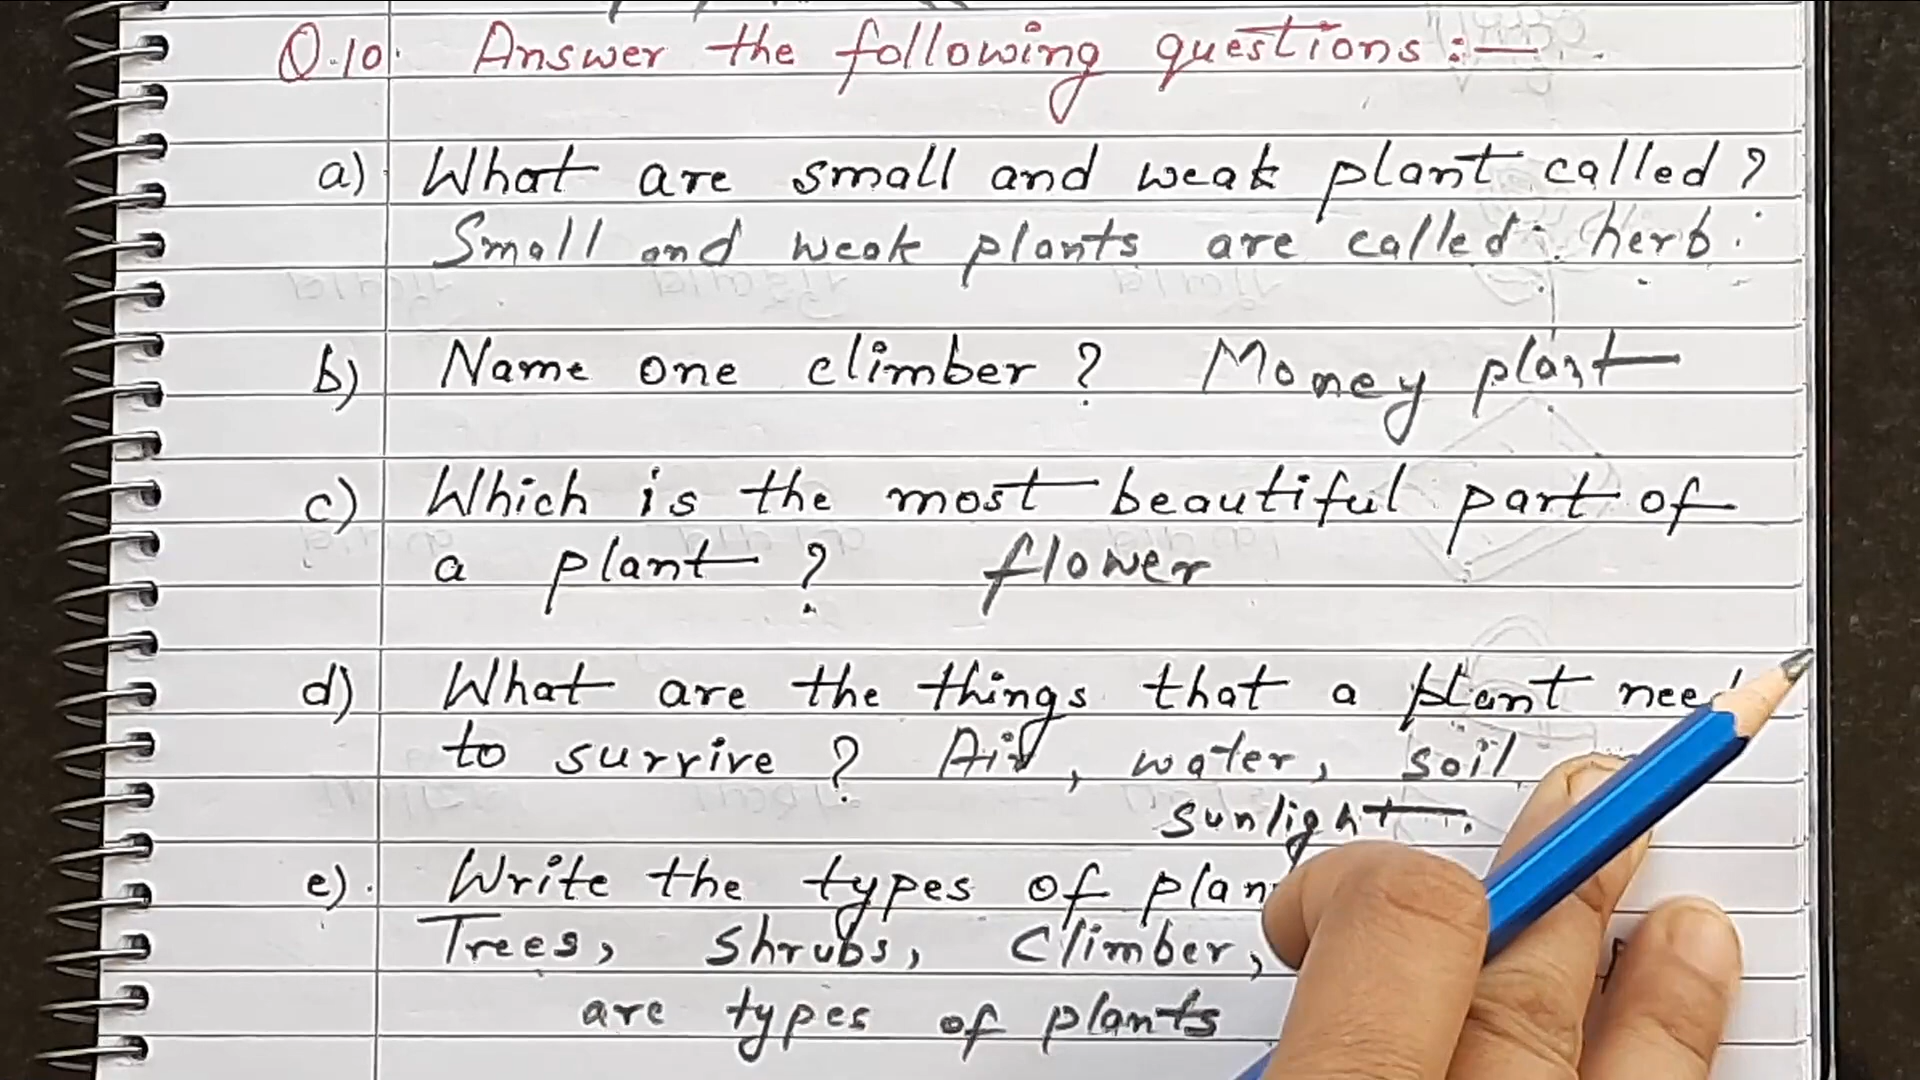 Q.10. Answer the following questions :—
a) What are small and weak plant called ?
Small and weak plants are called herb.
b) Name one climber ? Money plant
c) Which is the most beautiful part of
a plant ? flower
d) What are the things that a plant need
to survive ? Air, water, soil
sunlight.
e). Write the types of plan
Trees, Shrubs, Climber,
are types of plants